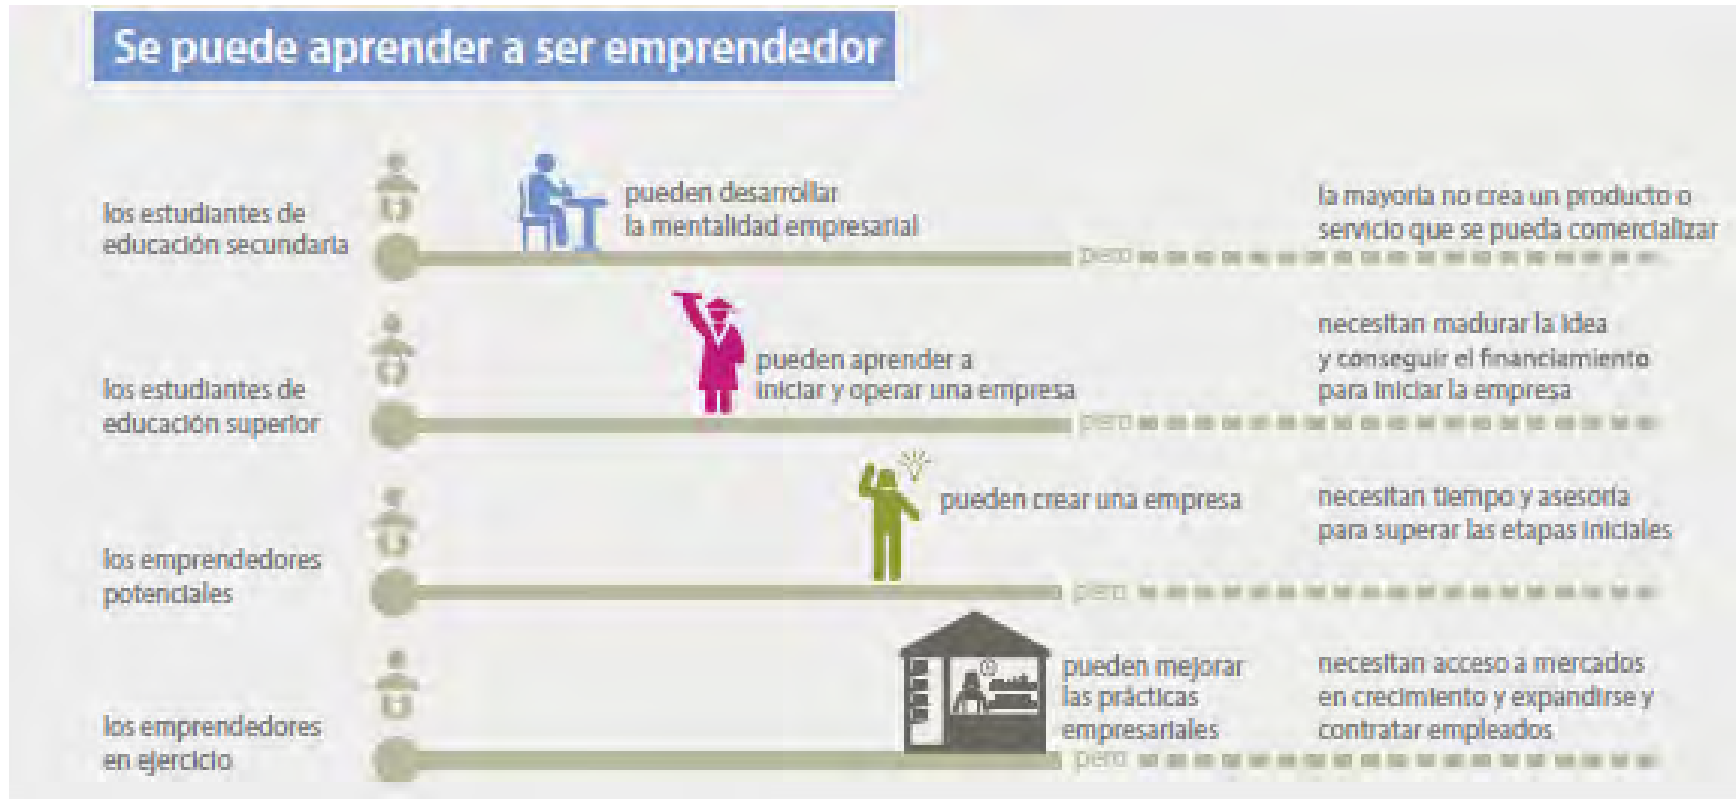 Se puede aprender a ser emprendedor
los estudiantes de
educación secundaria
pueden desarrollar
la mentalidad empresarial
pero
la mayoría no crea un producto o
servicio que se pueda comercializar
los estudiantes de
educación superior
pueden aprender a
iniciar y operar una empresa
pero
necesitan madurar la idea
y conseguir el financiamiento
para iniciar la empresa
los emprendedores
potenciales
pueden crear una empresa
pero
necesitan tiempo y asesoría
para superar las etapas iniciales
los emprendedores
en ejercicio
pueden mejorar
las prácticas
empresariales
pero
necesitan acceso a mercados
en crecimiento y expandirse y
contratar empleados